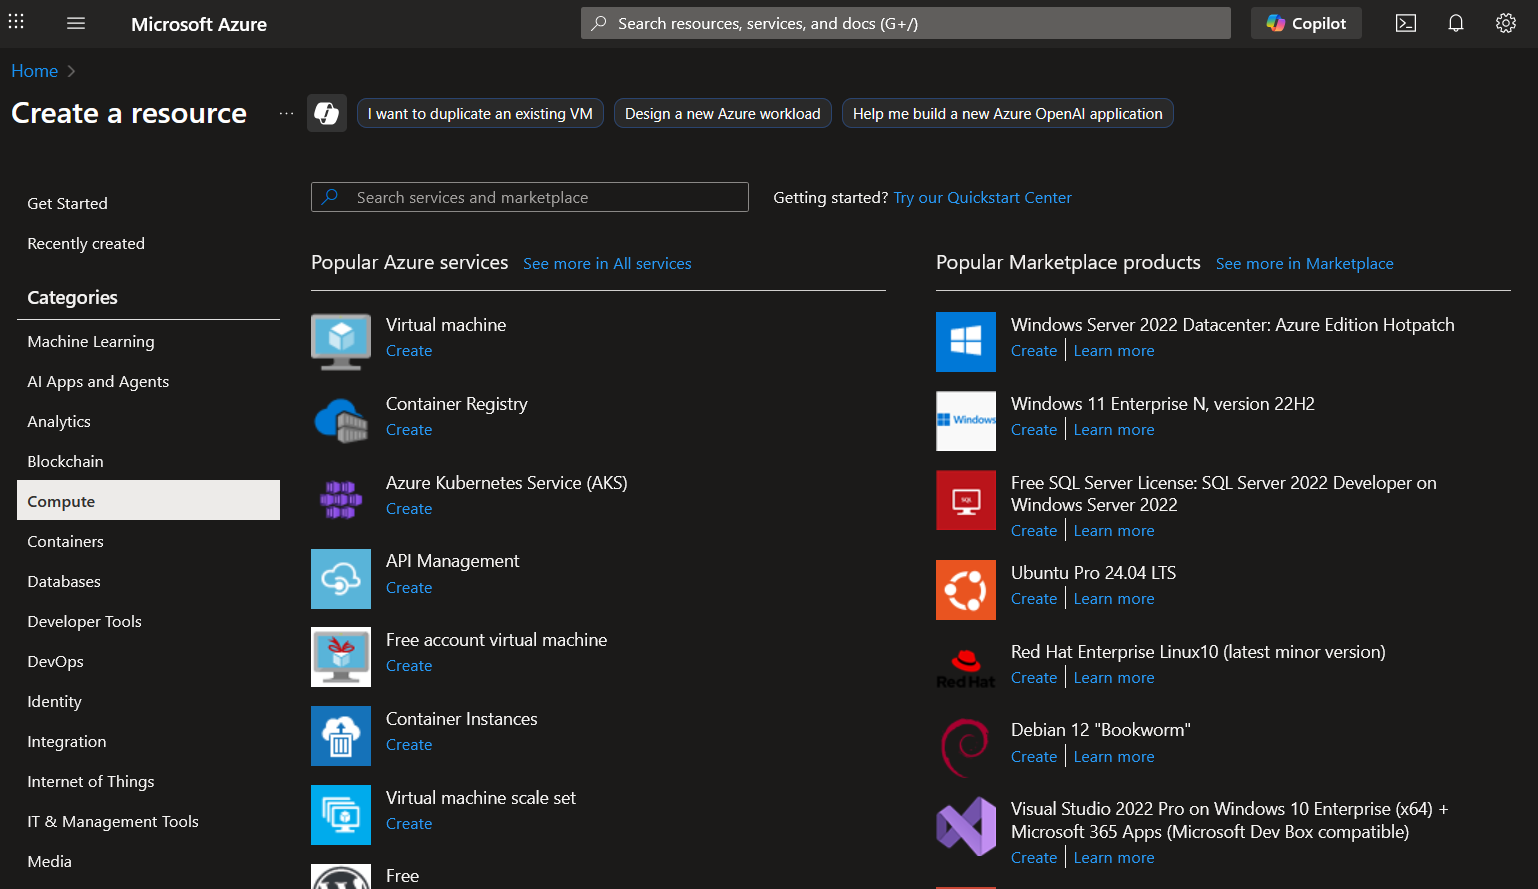 Microsoft Azure
Search resources, services, and docs (G+/)
Copilot
Home
Create a resource
I want to duplicate an existing VM
Design a new Azure workload
Help me build a new Azure OpenAI application
Get Started
Recently created
Categories
Machine Learning
AI Apps and Agents
Analytics
Blockchain
Compute
Containers
Databases
Developer Tools
DevOps
Identity
Integration
Internet of Things
IT & Management Tools
Media
Search services and marketplace
Getting started? Try our Quickstart Center
Popular Azure services See more in All services
Virtual machine
Create
Container Registry
Create
Azure Kubernetes Service (AKS)
Create
API Management
Create
Free account virtual machine
Create
Container Instances
Create
Virtual machine scale set
Create
Free
Popular Marketplace products See more in Marketplace
Windows Server 2022 Datacenter: Azure Edition Hotpatch
Create | Learn more
Windows
Windows 11 Enterprise N, version 22H2
Create | Learn more
SQL
Free SQL Server License: SQL Server 2022 Developer on
Windows Server 2022
Create | Learn more
Ubuntu Pro 24.04 LTS
Create | Learn more
Red Hat
Red Hat Enterprise Linux10 (latest minor version)
Create | Learn more
Debian 12 "Bookworm"
Create | Learn more
Visual Studio 2022 Pro on Windows 10 Enterprise (x64) +
Microsoft 365 Apps (Microsoft Dev Box compatible)
Create | Learn more